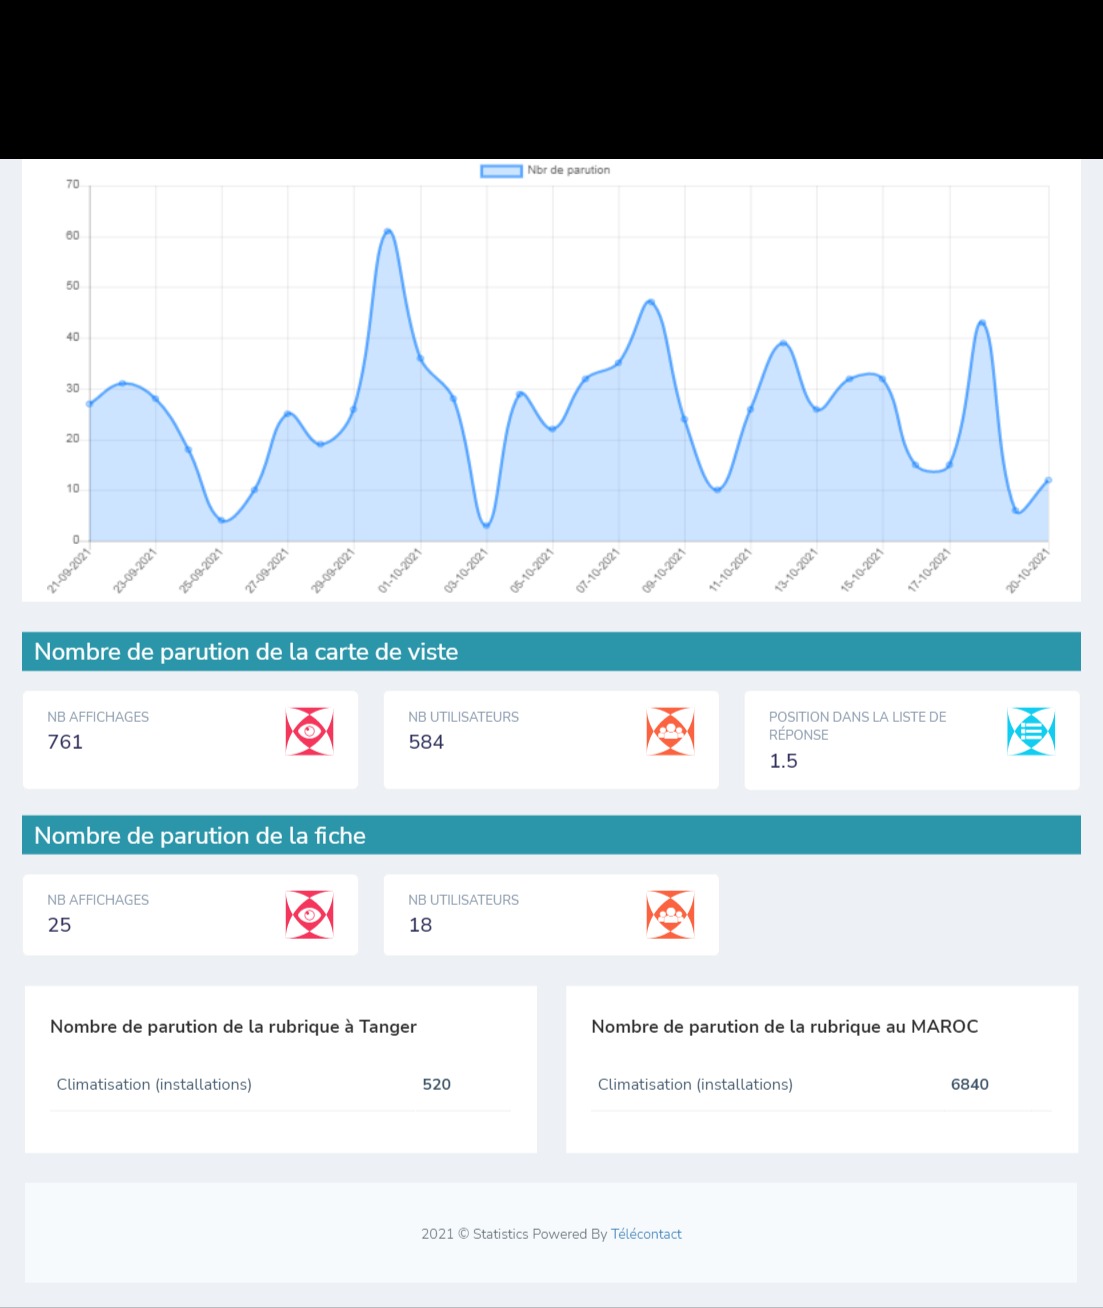 Nbr de parution
70
60
50
40
30
20
10
0
21-09-2021
23-09-2021
25-09-2021
27-09-2021
29-09-2021
01-10-2021
03-10-2021
05-10-2021
07-10-2021
09-10-2021
11-10-2021
13-10-2021
15-10-2021
17-10-2021
20-10-2021
Nombre de parution de la carte de viste
NB AFFICHAGES
761
NB UTILISATEURS
584
POSITION DANS LA LISTE DE
RÉPONSE
1.5
Nombre de parution de la fiche
NB AFFICHAGES
25
NB UTILISATEURS
18
Nombre de parution de la rubrique à Tanger
Climatisation (installations) 520
Nombre de parution de la rubrique au MAROC
Climatisation (installations) 6840
2021 © Statistics Powered By Télécontact